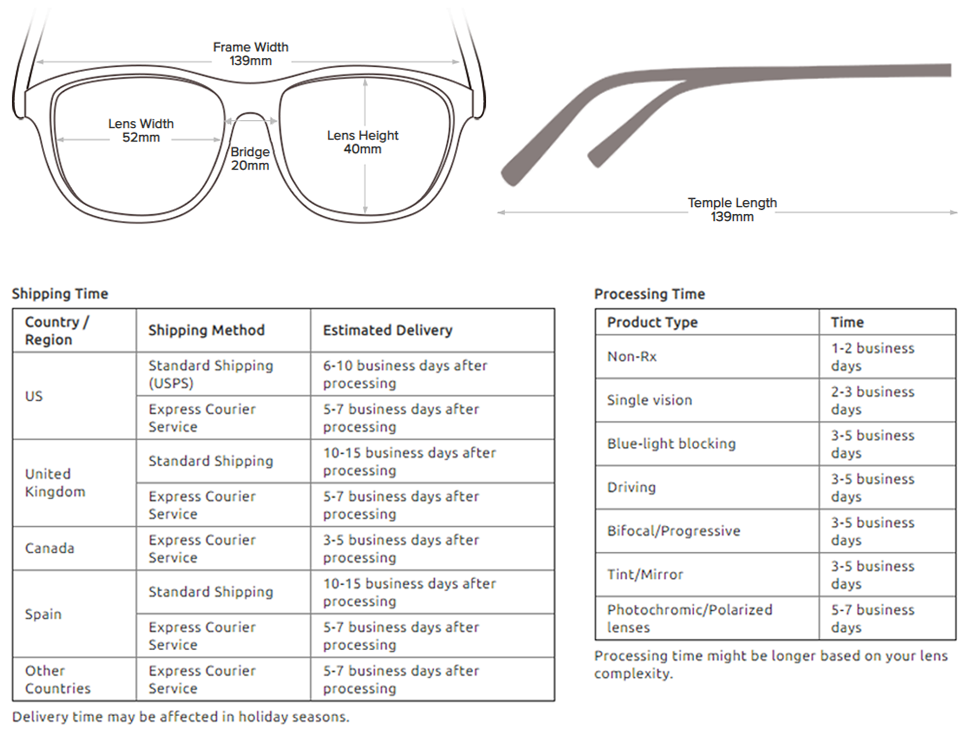 Frame Width
139mm
Lens Width
52mm
Bridge
20mm
Lens Height
40mm
Temple Length
139mm
Shipping Time
Country /
Region
Shipping Method
Estimated Delivery
US
Standard Shipping
(USPS)
6-10 business days after
processing
Express Courier
Service
5-7 business days after
processing
United
Kingdom
Standard Shipping
10-15 business days after
processing
Express Courier
Service
5-7 business days after
processing
Canada
Express Courier
Service
3-5 business days after
processing
Spain
Standard Shipping
10-15 business days after
processing
Express Courier
Service
5-7 business days after
processing
Other
Countries
Express Courier
Service
5-7 business days after
processing
Delivery time may be affected in holiday seasons.
Processing Time
Product Type
Time
Non-Rx
1-2 business
days
Single vision
2-3 business
days
Blue-light blocking
3-5 business
days
Driving
3-5 business
days
Bifocal/Progressive
3-5 business
days
Tint/Mirror
3-5 business
days
Photochromic/Polarized
lenses
5-7 business
days
Processing time might be longer based on your lens
complexity.